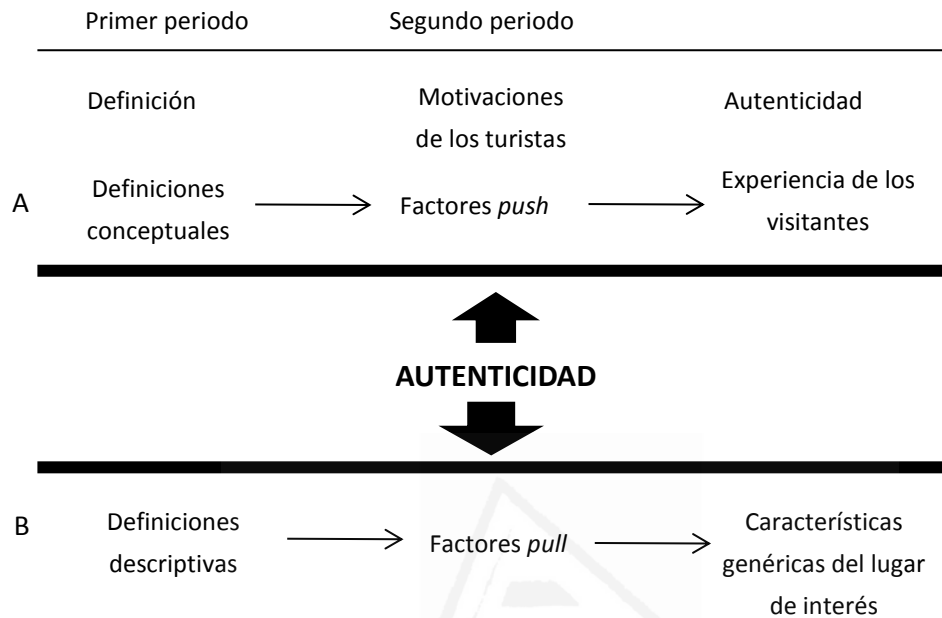 Primer periodo Segundo periodo
Definición Motivaciones de los turistas Autenticidad
A Definiciones conceptuales Factores push Experiencia de los visitantes
AUTENTICIDAD
B Definiciones descriptivas Factores pull Características genéricas del lugar de interés